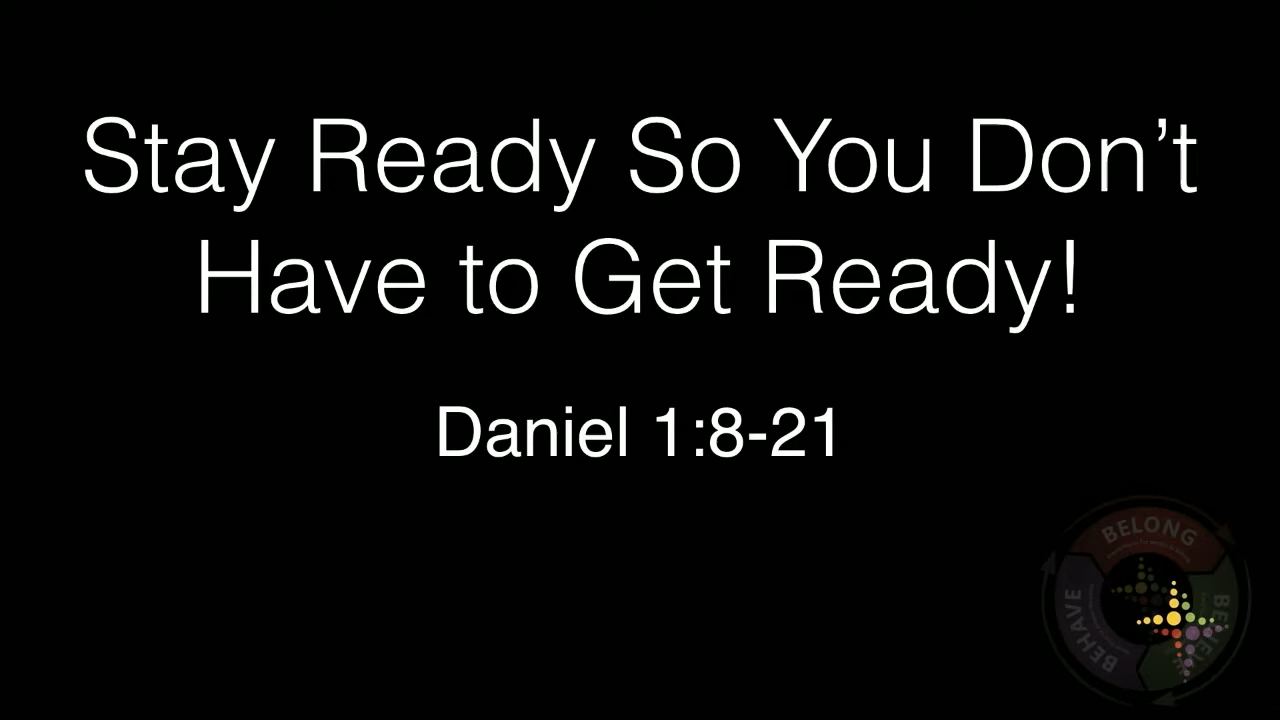 Stay Ready So You Don’t
Have to Get Ready!
Daniel 1:8-21
BELONG
BEHAVE